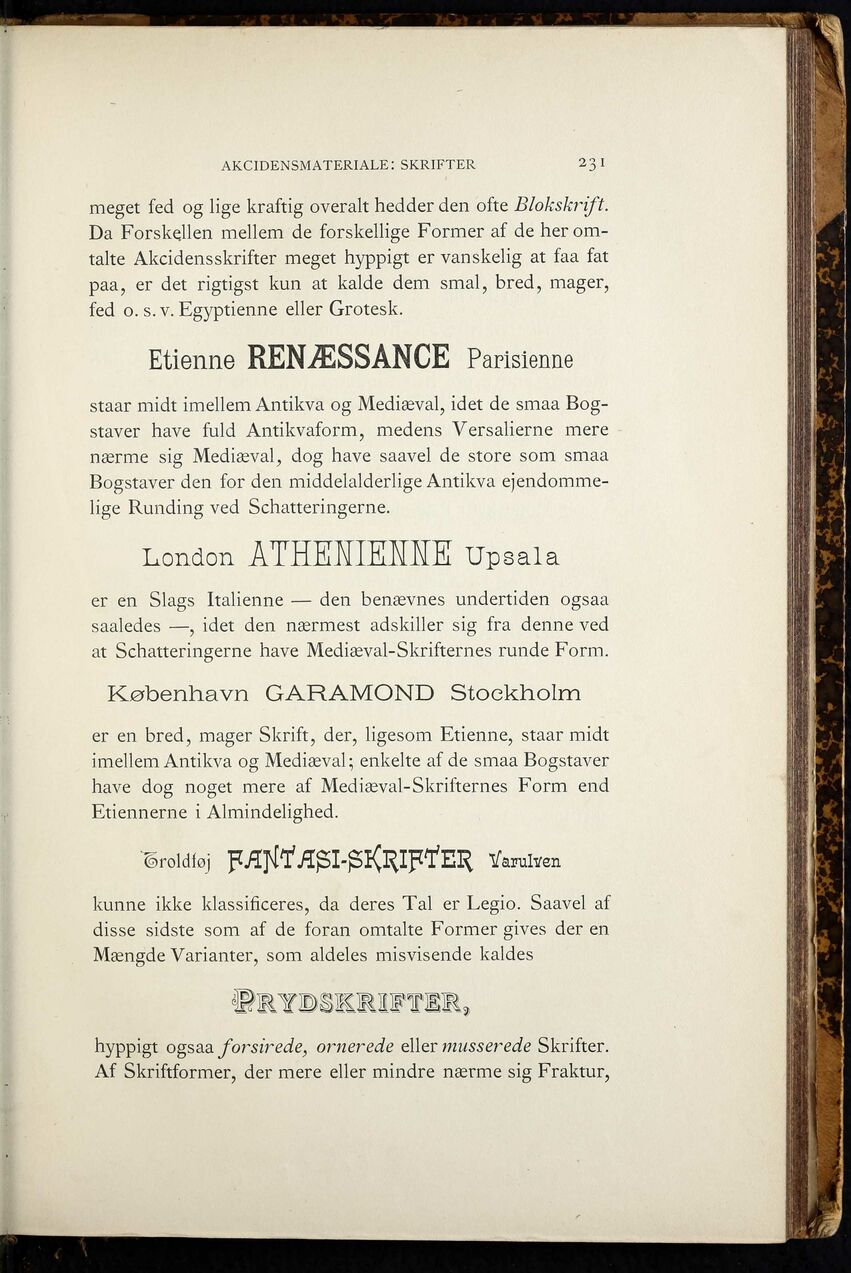 AKCIDENSMATERIALE: SKRIFTER 231
meget fed og lige kraftig overalt hedder den ofte Blokskrift.
Da Forskellen mellem de forskellige Former af de her om-
talte Akcidensskrifter meget hyppigt er vanskelig at faa fat
paa, er det rigtigst kun at kalde dem smal, bred, mager,
fed o. s. v. Egyptienne eller Grotesk.
Etienne RENÆSSANCE Parisienne
staar midt imellem Antikva og Mediæval, idet de smaa Bog-
staver have fuld Antikvaform, medens Versalierne mere
nærme sig Mediæval, dog have saavel de store som smaa
Bogstaver den for den middelalderlige Antikva ejendomme-
lige Runding ved Schatteringerne.
London ATHENIENNE Upsala
er en Slags Italienne — den benævnes undertiden ogsaa
saaledes —, idet den nærmest adskiller sig fra denne ved
at Schatteringerne have Mediæval-Skrifternes runde Form.
København GARAMOND Stockholm
er en bred, mager Skrift, der, ligesom Etienne, staar midt
imellem Antikva og Mediæval; enkelte af de smaa Bogstaver
have dog noget mere af Mediæval-Skrifternes Form end
Etiennerne i Almindelighed.
Troldtøj FANTASI-SKRIFTER Varulven
kunne ikke klassificeres, da deres Tal er Legio. Saavel af
disse sidste som af de foran omtalte Former gives der en
Mængde Varianter, som aldeles misvisende kaldes
PRYDSKRIFTER,
hyppigt ogsaa forsirede, ornerede eller musserede Skrifter.
Af Skriftformer, der mere eller mindre nærme sig Fraktur,